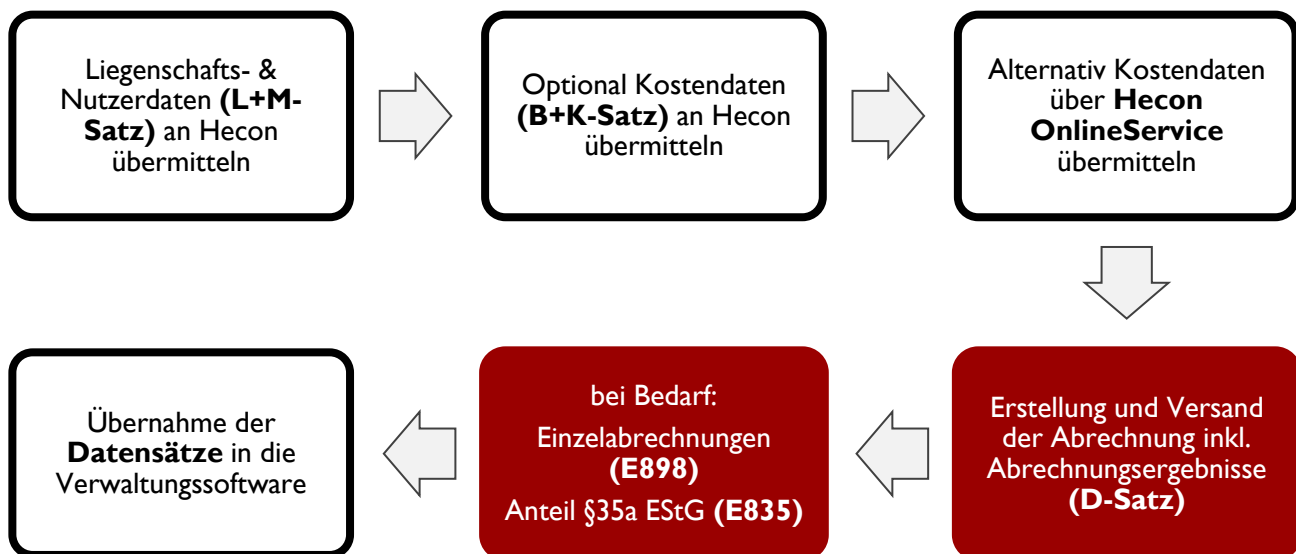 Liegenschafts- &
Nutzerdaten (L+M-
Satz) an Hecon
übermitteln
Optional Kostendaten
(B+K-Satz) an Hecon
übermitteln
Alternativ Kostendaten
über Hecon
OnlineService
übermitteln
Erstellung und Versand
der Abrechnung inkl.
Abrechnungsergebnisse
(D-Satz)
bei Bedarf:
Einzelabrechnungen
(E898)
Anteil §35a EStG (E835)
Übernahme der
Datensätze in die
Verwaltungssoftware